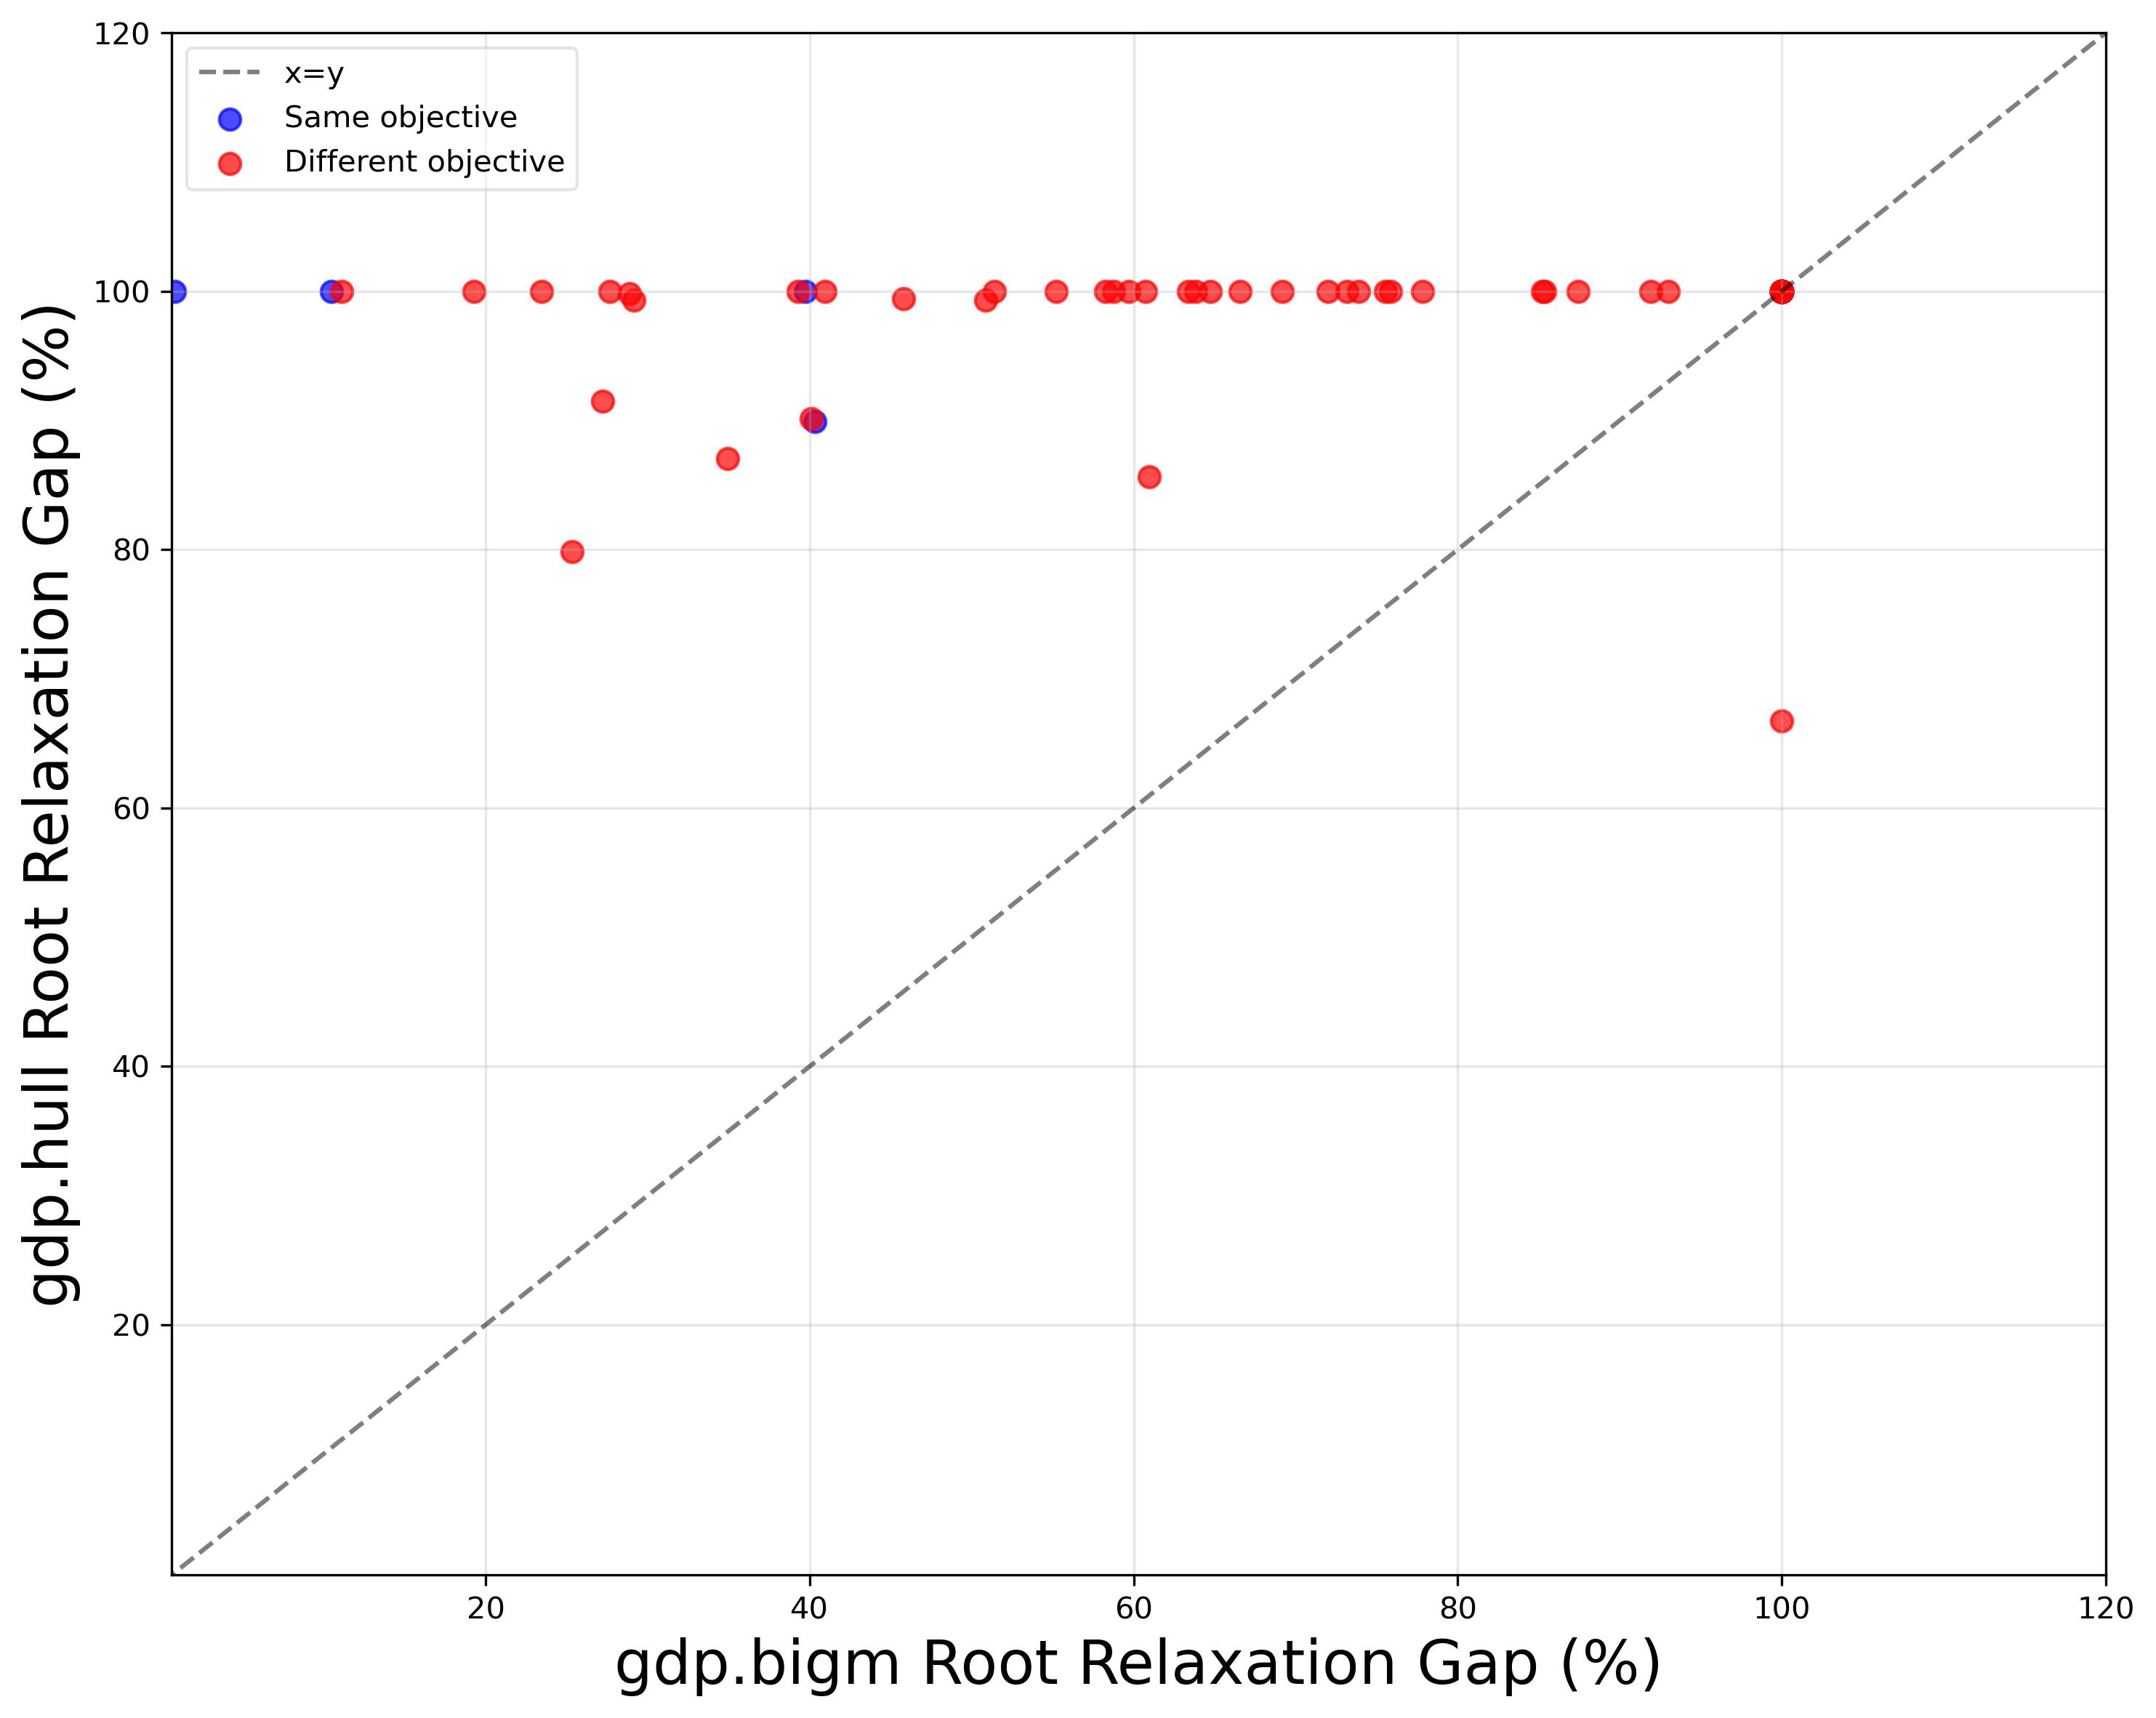 x=y
Same objective
Different objective
120
100
80
60
40
20
gdp.hull Root Relaxation Gap (%)
20
40
60
80
100
120
gdp.bigm Root Relaxation Gap (%)